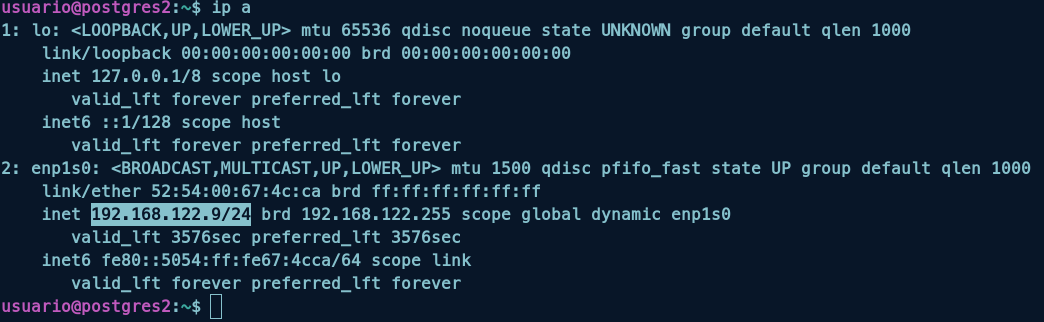 usuario@postgres2:~$ ip a
1: lo: <LOOPBACK,UP,LOWER_UP> mtu 65536 qdisc noqueue state UNKNOWN group default qlen 1000
    link/loopback 00:00:00:00:00:00 brd 00:00:00:00:00:00
    inet 127.0.0.1/8 scope host lo
       valid_lft forever preferred_lft forever
    inet6 ::1/128 scope host
       valid_lft forever preferred_lft forever
2: enp1s0: <BROADCAST,MULTICAST,UP,LOWER_UP> mtu 1500 qdisc pfifo_fast state UP group default qlen 1000
    link/ether 52:54:00:67:4c:ca brd ff:ff:ff:ff:ff:ff
    inet 192.168.122.9/24 brd 192.168.122.255 scope global dynamic enp1s0
       valid_lft 3576sec preferred_lft 3576sec
    inet6 fe80::5054:ff:fe67:4cca/64 scope link
       valid_lft forever preferred_lft forever
usuario@postgres2:~$